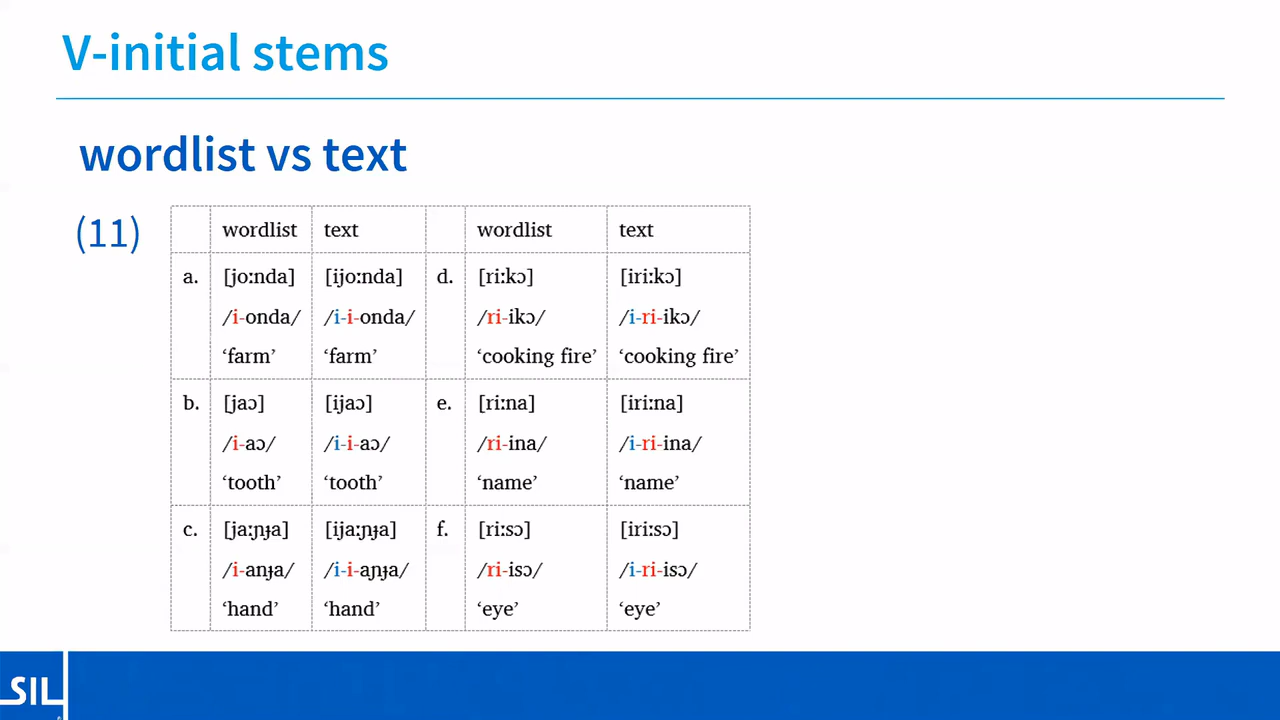 V-initial stems
wordlist vs text
(11)
wordlist text wordlist text
a. [joːnda] [ijoːnda] d. [riːkɔ] [iriːkɔ]
/i-onda/ /i-i-onda/ /ri-ikɔ/ /i-ri-ikɔ/
‘farm’ ‘farm’ ‘cooking fire’ ‘cooking fire’
b. [jaɔ] [ijaɔ] e. [riːna] [iriːna]
/i-aɔ/ /i-i-aɔ/ /ri-ina/ /i-ri-ina/
‘tooth’ ‘tooth’ ‘name’ ‘name’
c. [jaːɲɟa] [ijaːɲɟa] f. [riːsɔ] [iriːsɔ]
/i-anɟa/ /i-i-aɲɟa/ /ri-isɔ/ /i-ri-isɔ/
‘hand’ ‘hand’ ‘eye’ ‘eye’
SIL